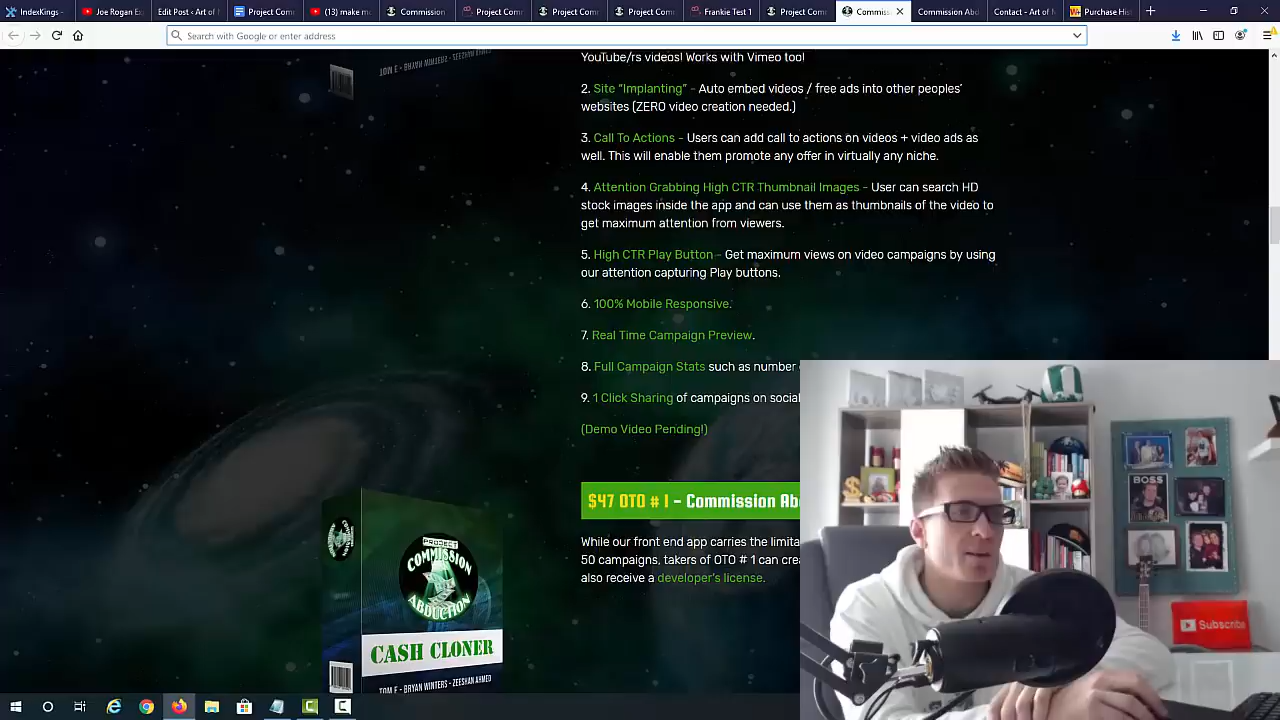 IndexKings -
Joe Rogan Ex
Edit Post ‹ Art of M
Project Com
(13) make mo
Commission
Project Com
Project Com
Project Com
Frankie Test 1
Project Com
Commiss
Commission Abd
Contact - Art of M
Purchase Hist
Search with Google or enter address
YouTube/rs videos! Works with Vimeo too!
2. Site “Implanting” - Auto embed videos / free ads into other peoples’
websites (ZERO video creation needed.)
3. Call To Actions - Users can add call to actions on videos + video ads as
well. This will enable them promote any offer in virtually any niche.
4. Attention Grabbing High CTR Thumbnail Images - User can search HD
stock images inside the app and can use them as thumbnails of the video to
get maximum attention from viewers.
5. High CTR Play Button - Get maximum views on video campaigns by using
our attention capturing Play buttons.
6. 100% Mobile Responsive.
7. Real Time Campaign Preview.
8. Full Campaign Stats such as number
9. 1 Click Sharing of campaigns on social
(Demo Video Pending!)
$47 OTO # 1 - Commission Ab
While our front end app carries the limita
50 campaigns, takers of OTO # 1 can crea
also receive a developer's license.
PROJECT
COMMISSION
ABDUCTION
CASH CLONER
TOM E - BRYAN WINTERS - ZEESHAN AHMED
BOSS
Subscribe